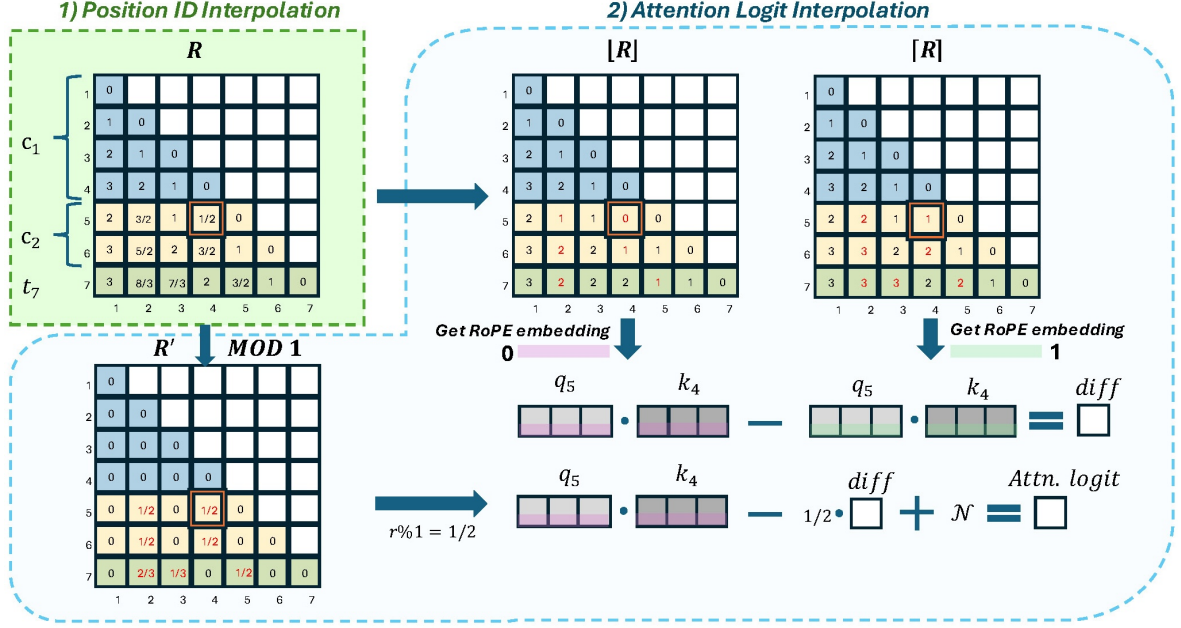 1) Position ID Interpolation
2) Attention Logit Interpolation
R
c1
c2
t7
1 0
2 1 0
3 2 1 0
4 3 2 1 0
5 2 3/2 1 1/2 0
6 3 5/2 2 3/2 1 0
7 3 8/3 7/3 2 3/2 1 0
1 2 3 4 5 6 7
⌊R⌋
1 0
2 1 0
3 2 1 0
4 3 2 1 0
5 2 1 1 0 0
6 3 2 2 1 1 0
7 3 2 2 2 1 1 0
1 2 3 4 5 6 7
⌈R⌉
1 0
2 1 0
3 2 1 0
4 3 2 1 0
5 2 2 1 1 0
6 3 3 2 2 1 0
7 3 3 3 2 2 1 0
1 2 3 4 5 6 7
R′ MOD 1
1 0
2 0 0
3 0 0 0
4 0 0 0 0
5 0 1/2 0 1/2 0
6 0 1/2 0 1/2 0 0
7 0 2/3 1/3 0 1/2 0 0
1 2 3 4 5 6 7
Get RoPE embedding
0
Get RoPE embedding
1
q5 k4 q5 k4 diff
• — • =
q5 k4 diff Attn. logit
• — 1/2• + 𝒩 =
r%1 = 1/2